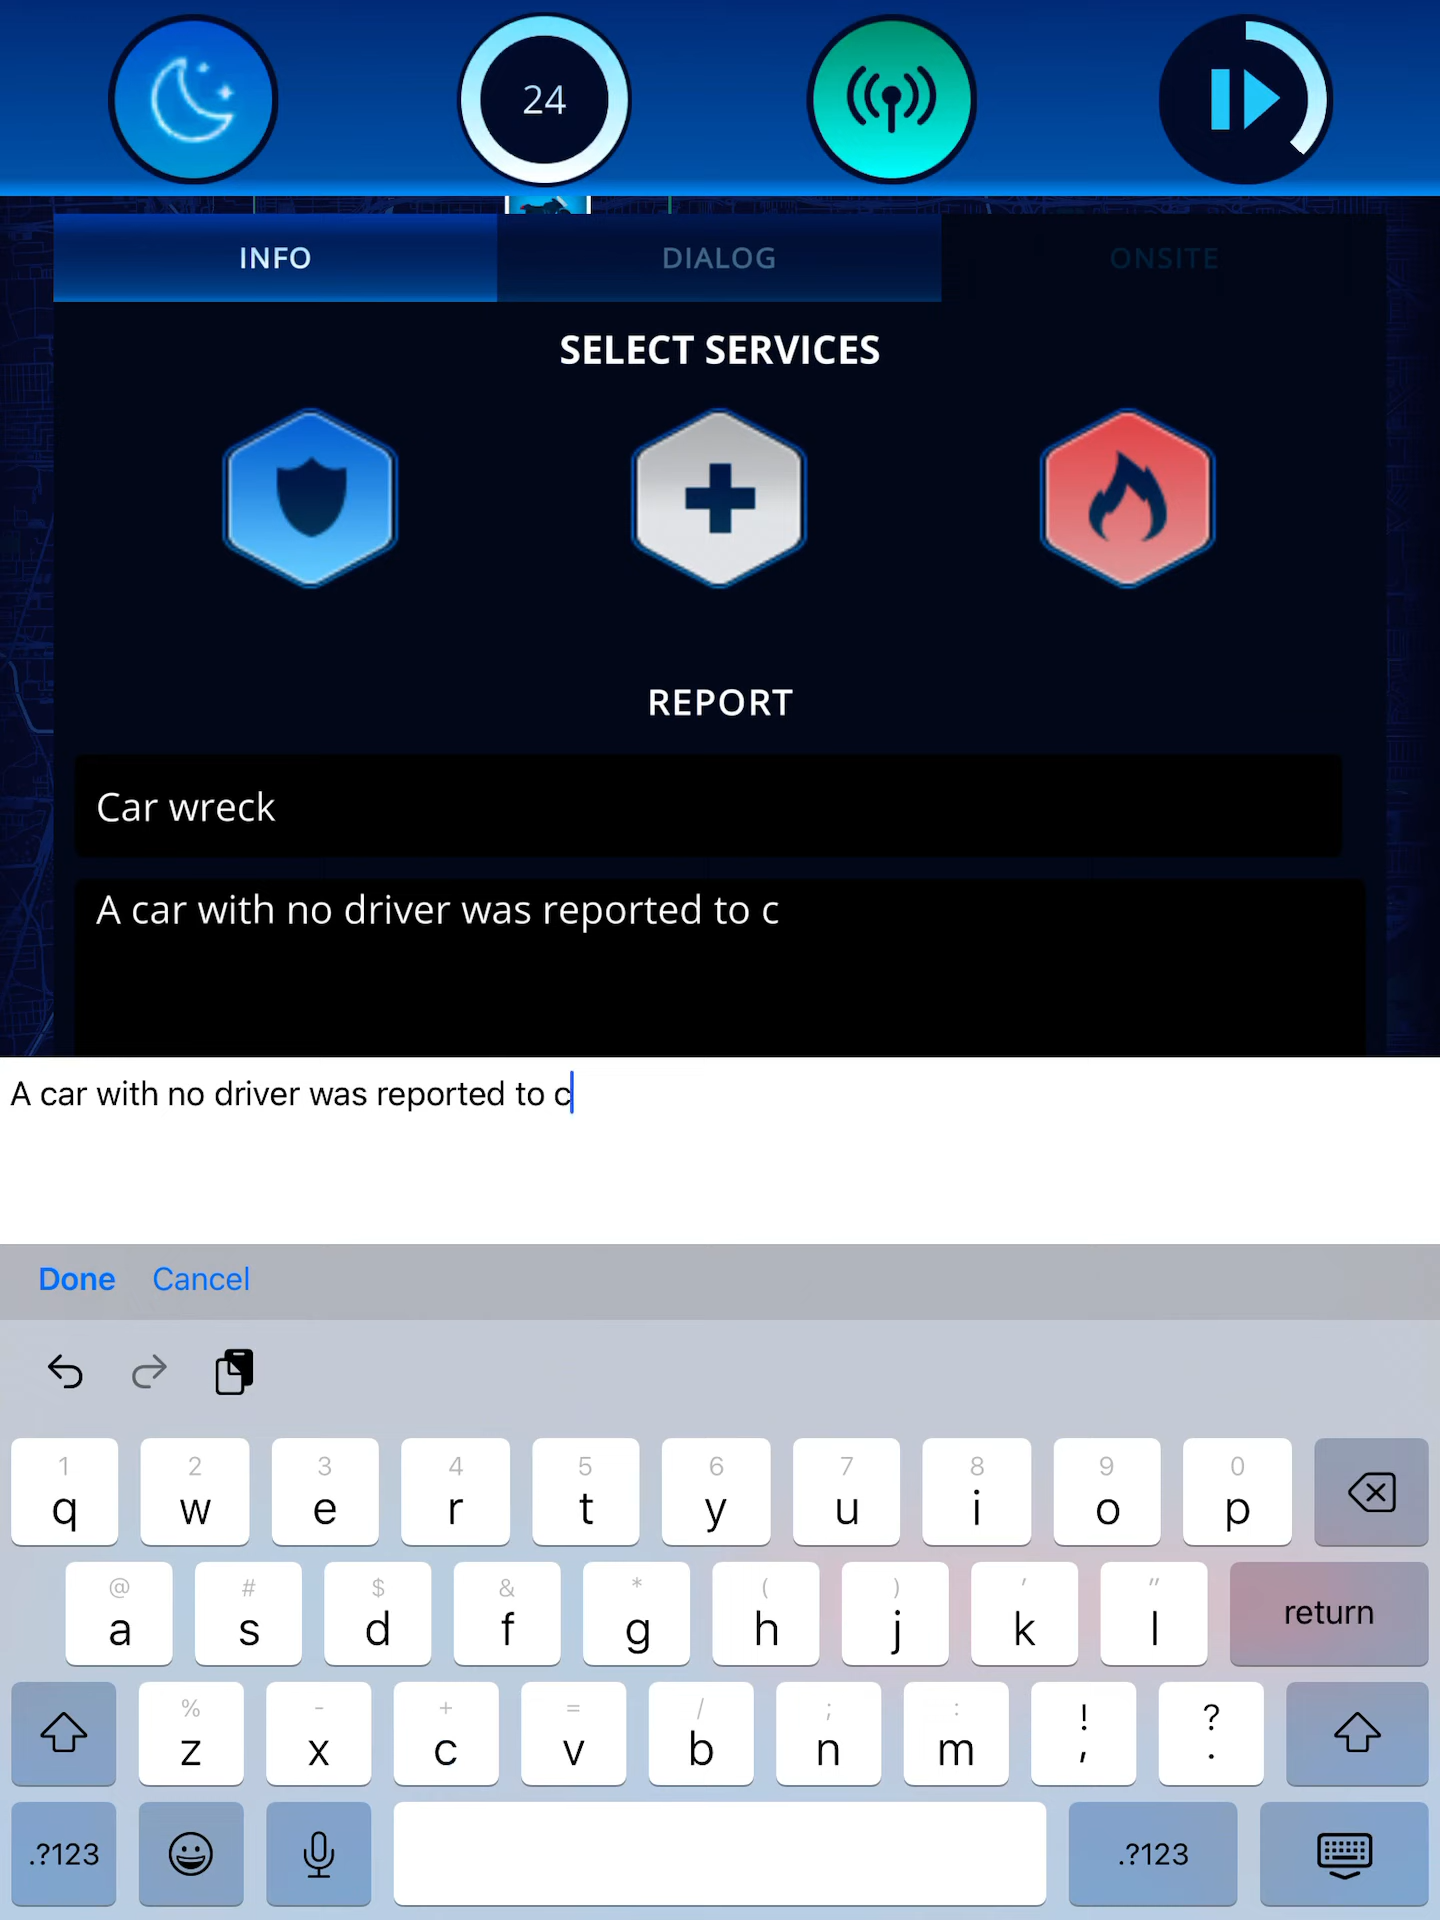 24
INFO
DIALOG
ONSITE
SELECT SERVICES
REPORT
Car wreck
A car with no driver was reported to c
A car with no driver was reported to c
Done Cancel
1 2 3 4 5 6 7 8 9 0
q w e r t y u i o p
@ # $ & * ( ) ' "
a s d f g h j k l return
% - + = / ; : ! ?
z x c v b n m , .
.?123 .?123